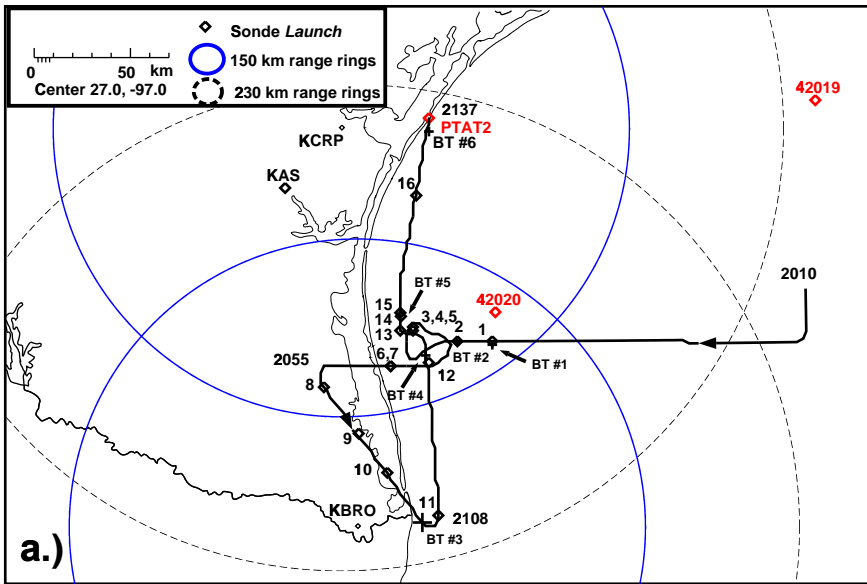 Sonde Launch
0 50 km
150 km range rings
Center 27.0, -97.0
230 km range rings
42019
2137
PTAT2
KCRP
BT #6
KAS
16
2010
BT #5
42020
15
14
3,4,5
13
2
1
BT #2
BT #1
2055
6,7
12
8
BT #4
9
10
11
KBRO
2108
BT #3
a.)